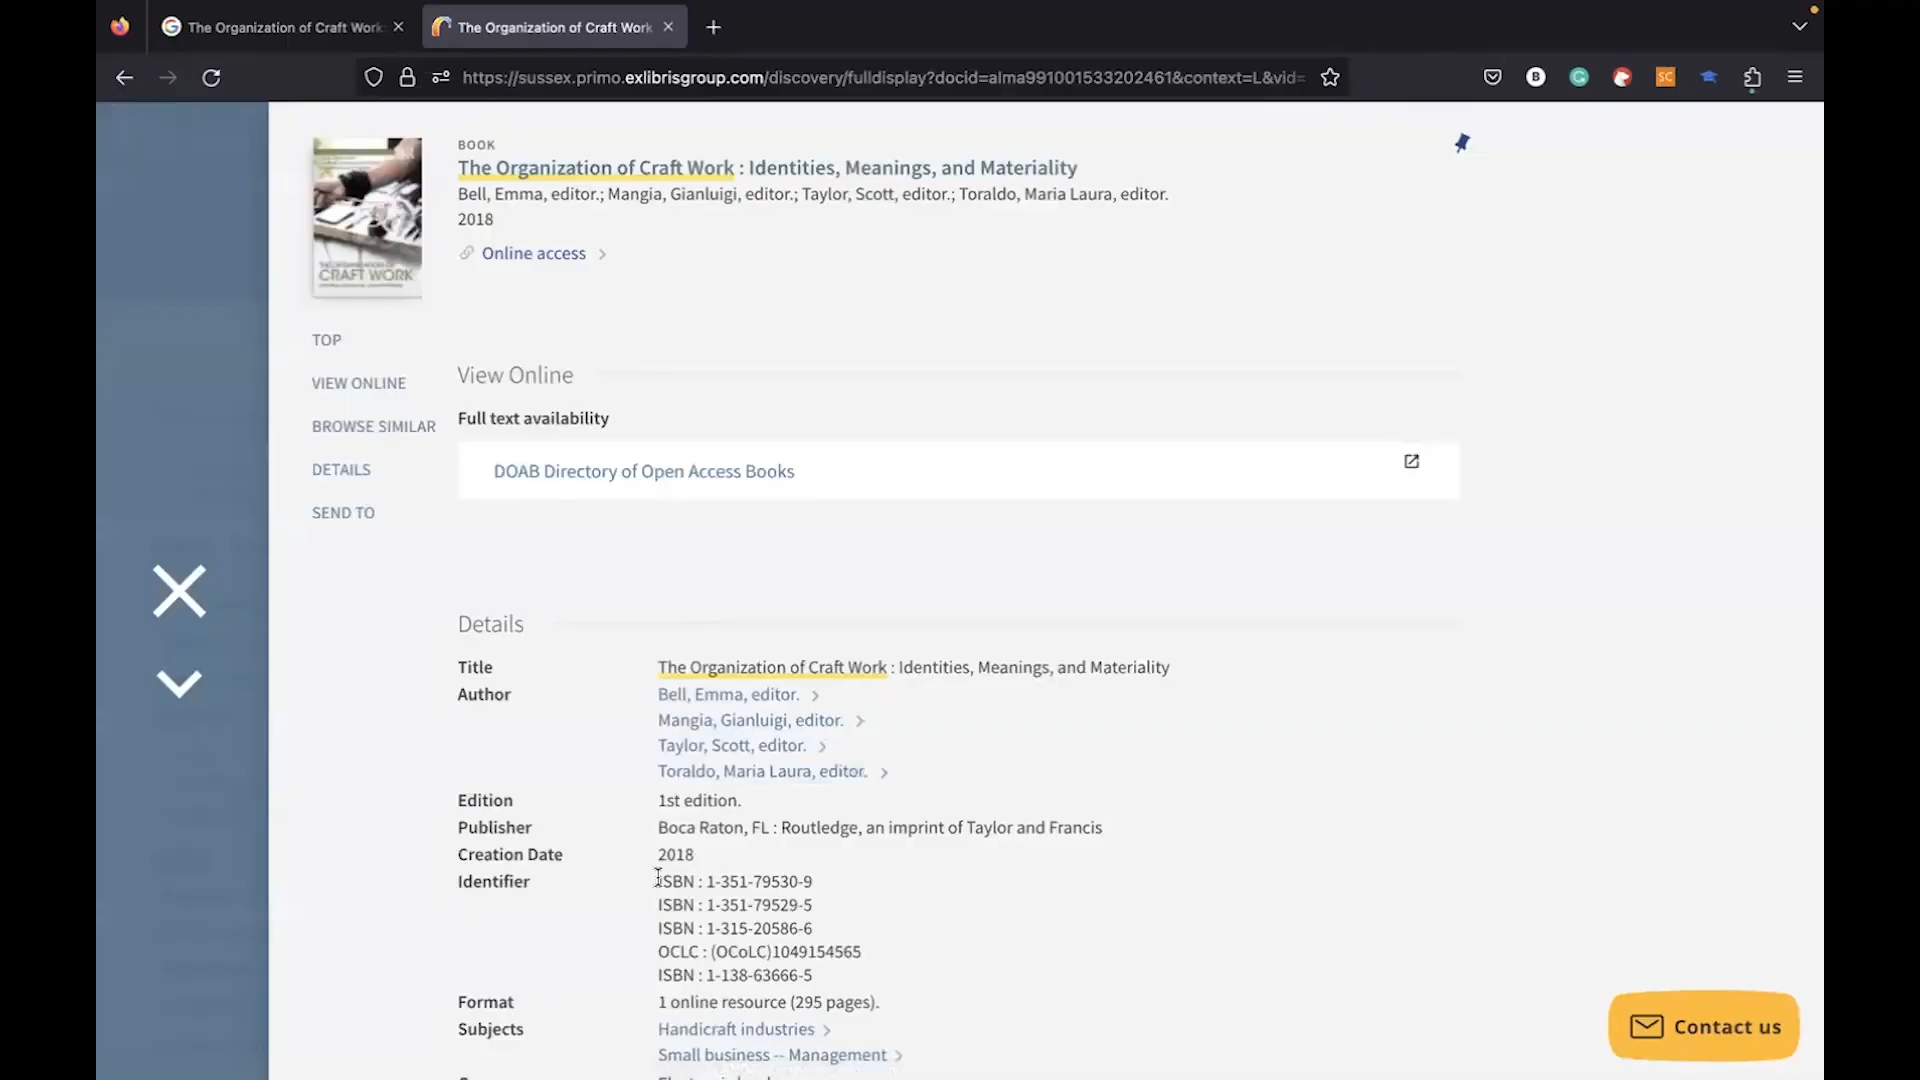 The Organization of Craft Work
The Organization of Craft Work
https://sussex.primo.exlibrisgroup.com/discovery/fulldisplay?docid=alma991001533202461&context=L&vid=
B
SC
BOOK
The Organization of Craft Work : Identities, Meanings, and Materiality
Bell, Emma, editor.; Mangia, Gianluigi, editor.; Taylor, Scott, editor.; Toraldo, Maria Laura, editor.
2018
Online access
CRAFT WORK
TOP
VIEW ONLINE
BROWSE SIMILAR
DETAILS
SEND TO
View Online
Full text availability
DOAB Directory of Open Access Books
Details
Title The Organization of Craft Work : Identities, Meanings, and Materiality
Author Bell, Emma, editor.
Mangia, Gianluigi, editor.
Taylor, Scott, editor.
Toraldo, Maria Laura, editor.
Edition 1st edition.
Publisher Boca Raton, FL : Routledge, an imprint of Taylor and Francis
Creation Date 2018
Identifier ISBN : 1-351-79530-9
ISBN : 1-351-79529-5
ISBN : 1-315-20586-6
OCLC : (OCoLC)1049154565
ISBN : 1-138-63666-5
Format 1 online resource (295 pages).
Subjects Handicraft industries
Small business -- Management
Contact us